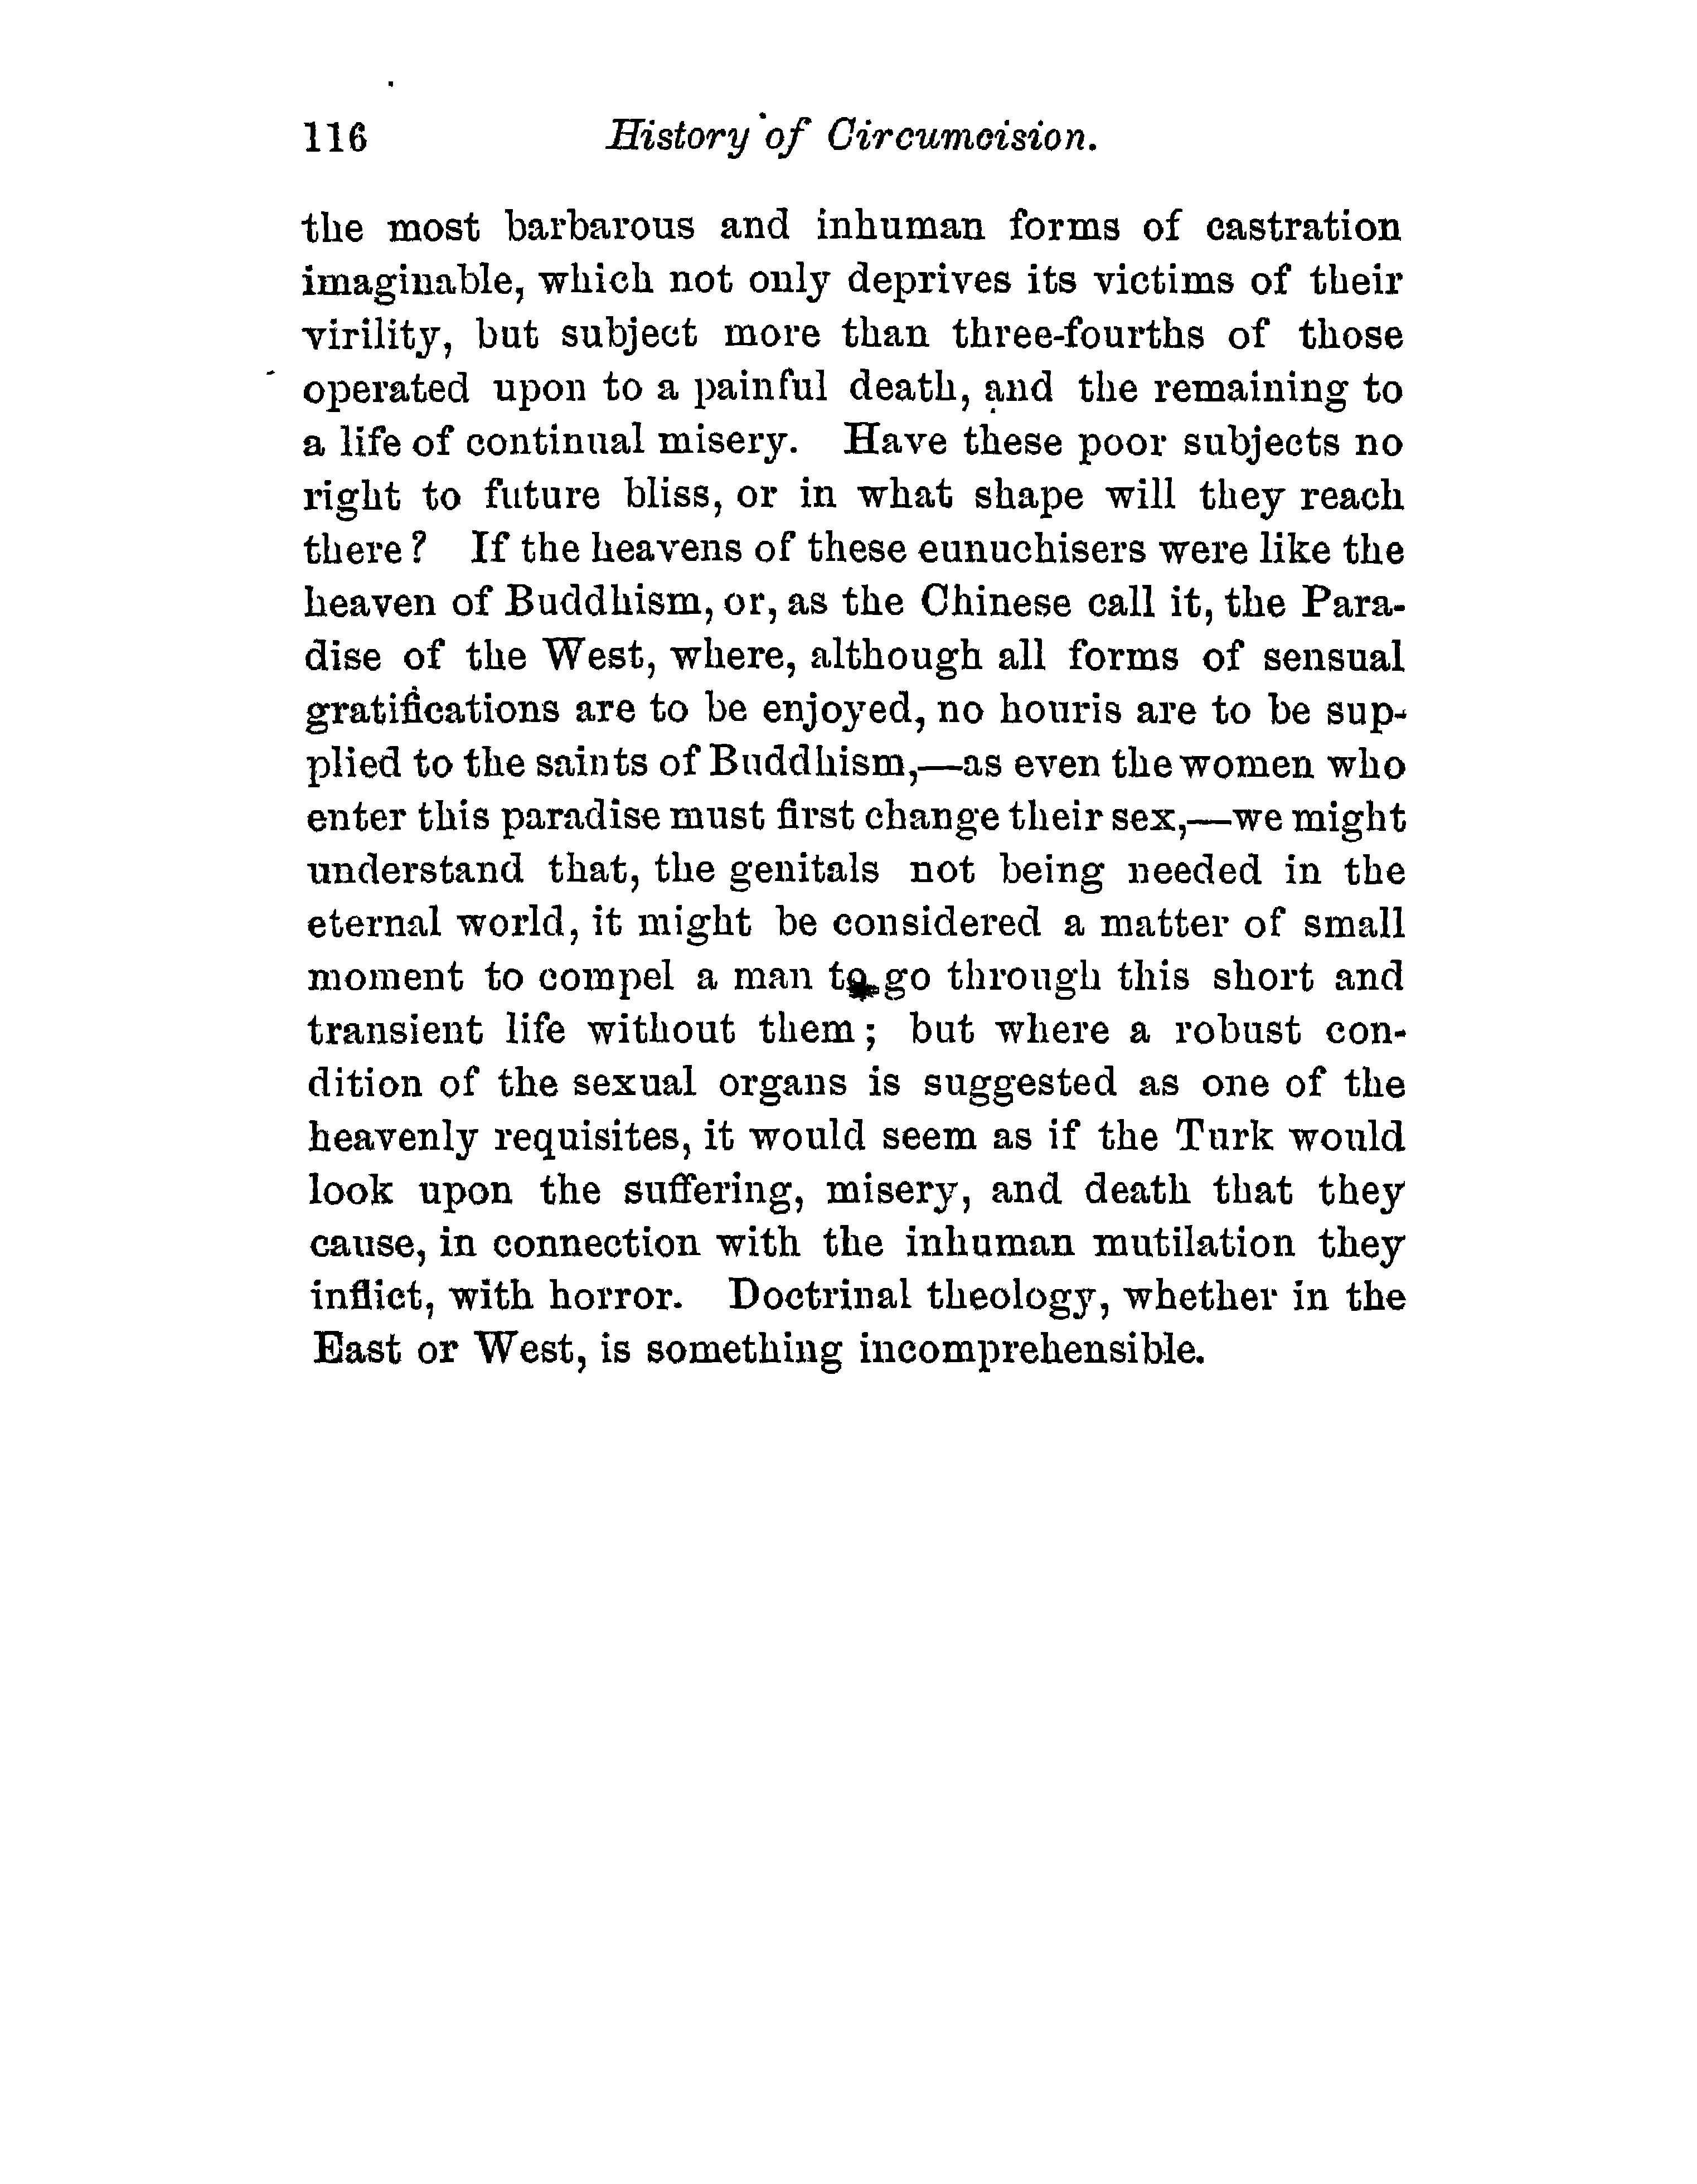 116 History of Circumcision.
the most barbarous and inhuman forms of castration
imaginable, which not only deprives its victims of their
virility, but subject more than three-fourths of those
operated upon to a painful death, and the remaining to
a life of continual misery. Have these poor subjects no
right to future bliss, or in what shape will they reach
there? If the heavens of these eunuchisers were like the
heaven of Buddhism, or, as the Chinese call it, the Para-
dise of the West, where, although all forms of sensual
gratifications are to be enjoyed, no houris are to be sup-
plied to the saints of Buddhism,—as even the women who
enter this paradise must first change their sex,—we might
understand that, the genitals not being needed in the
eternal world, it might be considered a matter of small
moment to compel a man to go through this short and
transient life without them; but where a robust con-
dition of the sexual organs is suggested as one of the
heavenly requisites, it would seem as if the Turk would
look upon the suffering, misery, and death that they
cause, in connection with the inhuman mutilation they
inflict, with horror. Doctrinal theology, whether in the
East or West, is something incomprehensible.